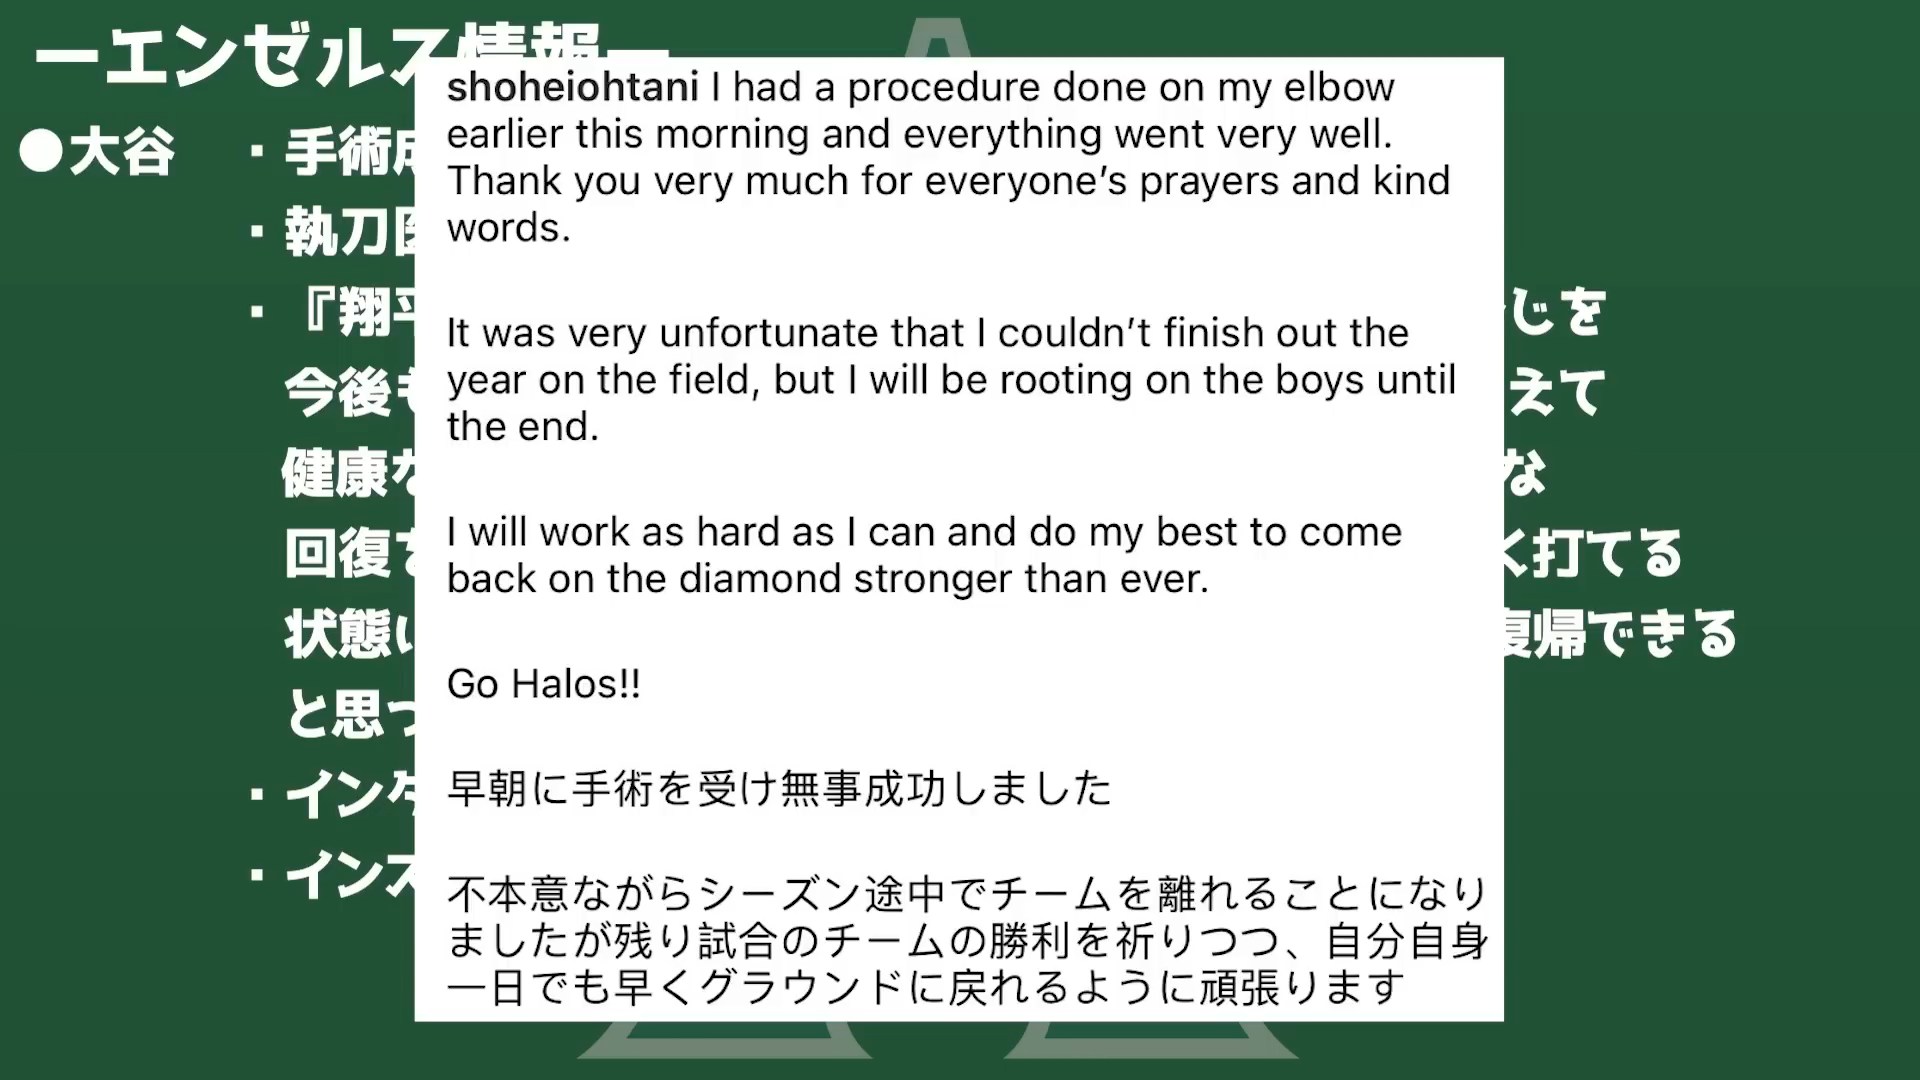 ーエンゼルス情報ー
shoheiohtani I had a procedure done on my elbow
earlier this morning and everything went very well.
Thank you very much for everyone’s prayers and kind
words.
It was very unfortunate that I couldn’t finish out the
year on the field, but I will be rooting on the boys until
the end.
I will work as hard as I can and do my best to come
back on the diamond stronger than ever.
Go Halos!!
早朝に手術を受け無事成功しました
不本意ながらシーズン途中でチームを離れることになり
ましたが残り試合のチームの勝利を祈りつつ、自分自身
一日でも早くグラウンドに戻れるように頑張ります
●大谷 ・手術
・執刀医
・『翔平 じを
今後も えて
健康な な
回復を く打てる
状態 復帰できる
と思
・イン
・イン